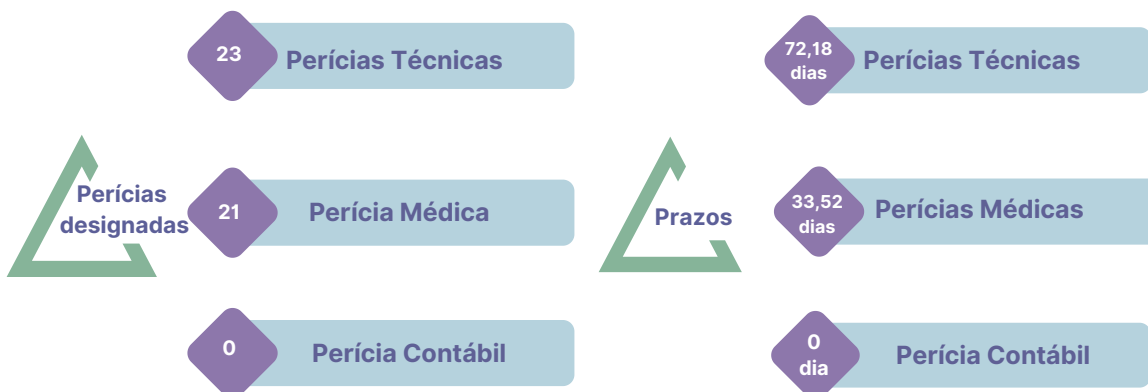 Perícias
designadas
23
Perícias Técnicas
21
Perícia Médica
0
Perícia Contábil
Prazos
72,18
dias
Perícias Técnicas
33,52
dias
Perícias Médicas
0
dia
Perícia Contábil